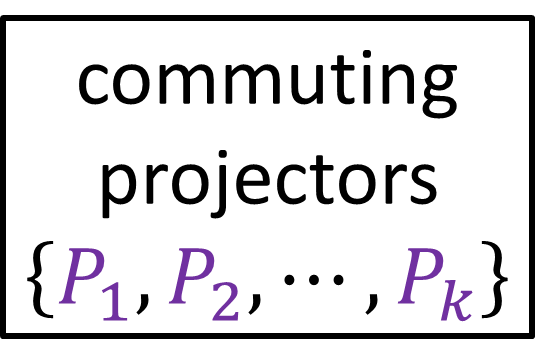 commuting
projectors
{P₁, P₂, ⋯ , Pₖ}